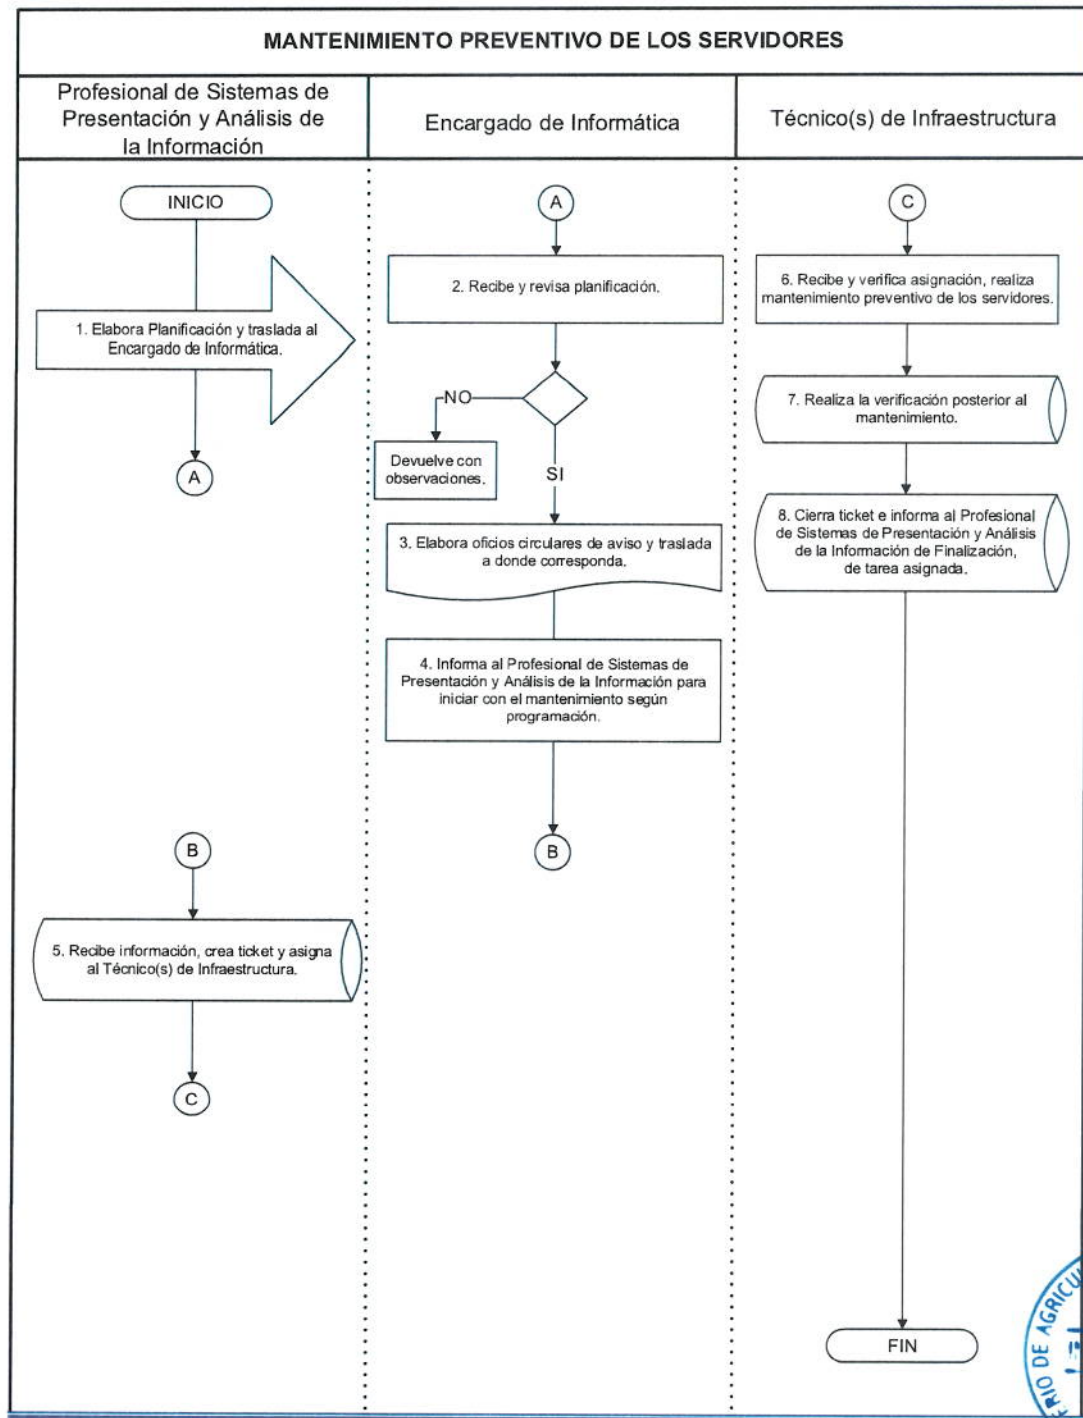 MANTENIMIENTO PREVENTIVO DE LOS SERVIDORES
Profesional de Sistemas de
Presentación y Análisis de
la Información
Encargado de Informática
Técnico(s) de Infraestructura
INICIO
1. Elabora Planificación y traslada al
Encargado de Informática.
A
B
5. Recibe información, crea ticket y asigna
al Técnico(s) de Infraestructura.
C
A
2. Recibe y revisa planificación.
NO
Devuelve con
observaciones.
SI
3. Elabora oficios circulares de aviso y traslada
a donde corresponda.
4. Informa al Profesional de Sistemas de
Presentación y Análisis de la Información para
iniciar con el mantenimiento según
programación.
B
C
6. Recibe y verifica asignación, realiza
mantenimiento preventivo de los servidores.
7. Realiza la verificación posterior al
mantenimiento.
8. Cierra ticket e informa al Profesional
de Sistemas de Presentación y Análisis
de la Información de Finalización,
de tarea asignada.
FIN
DE